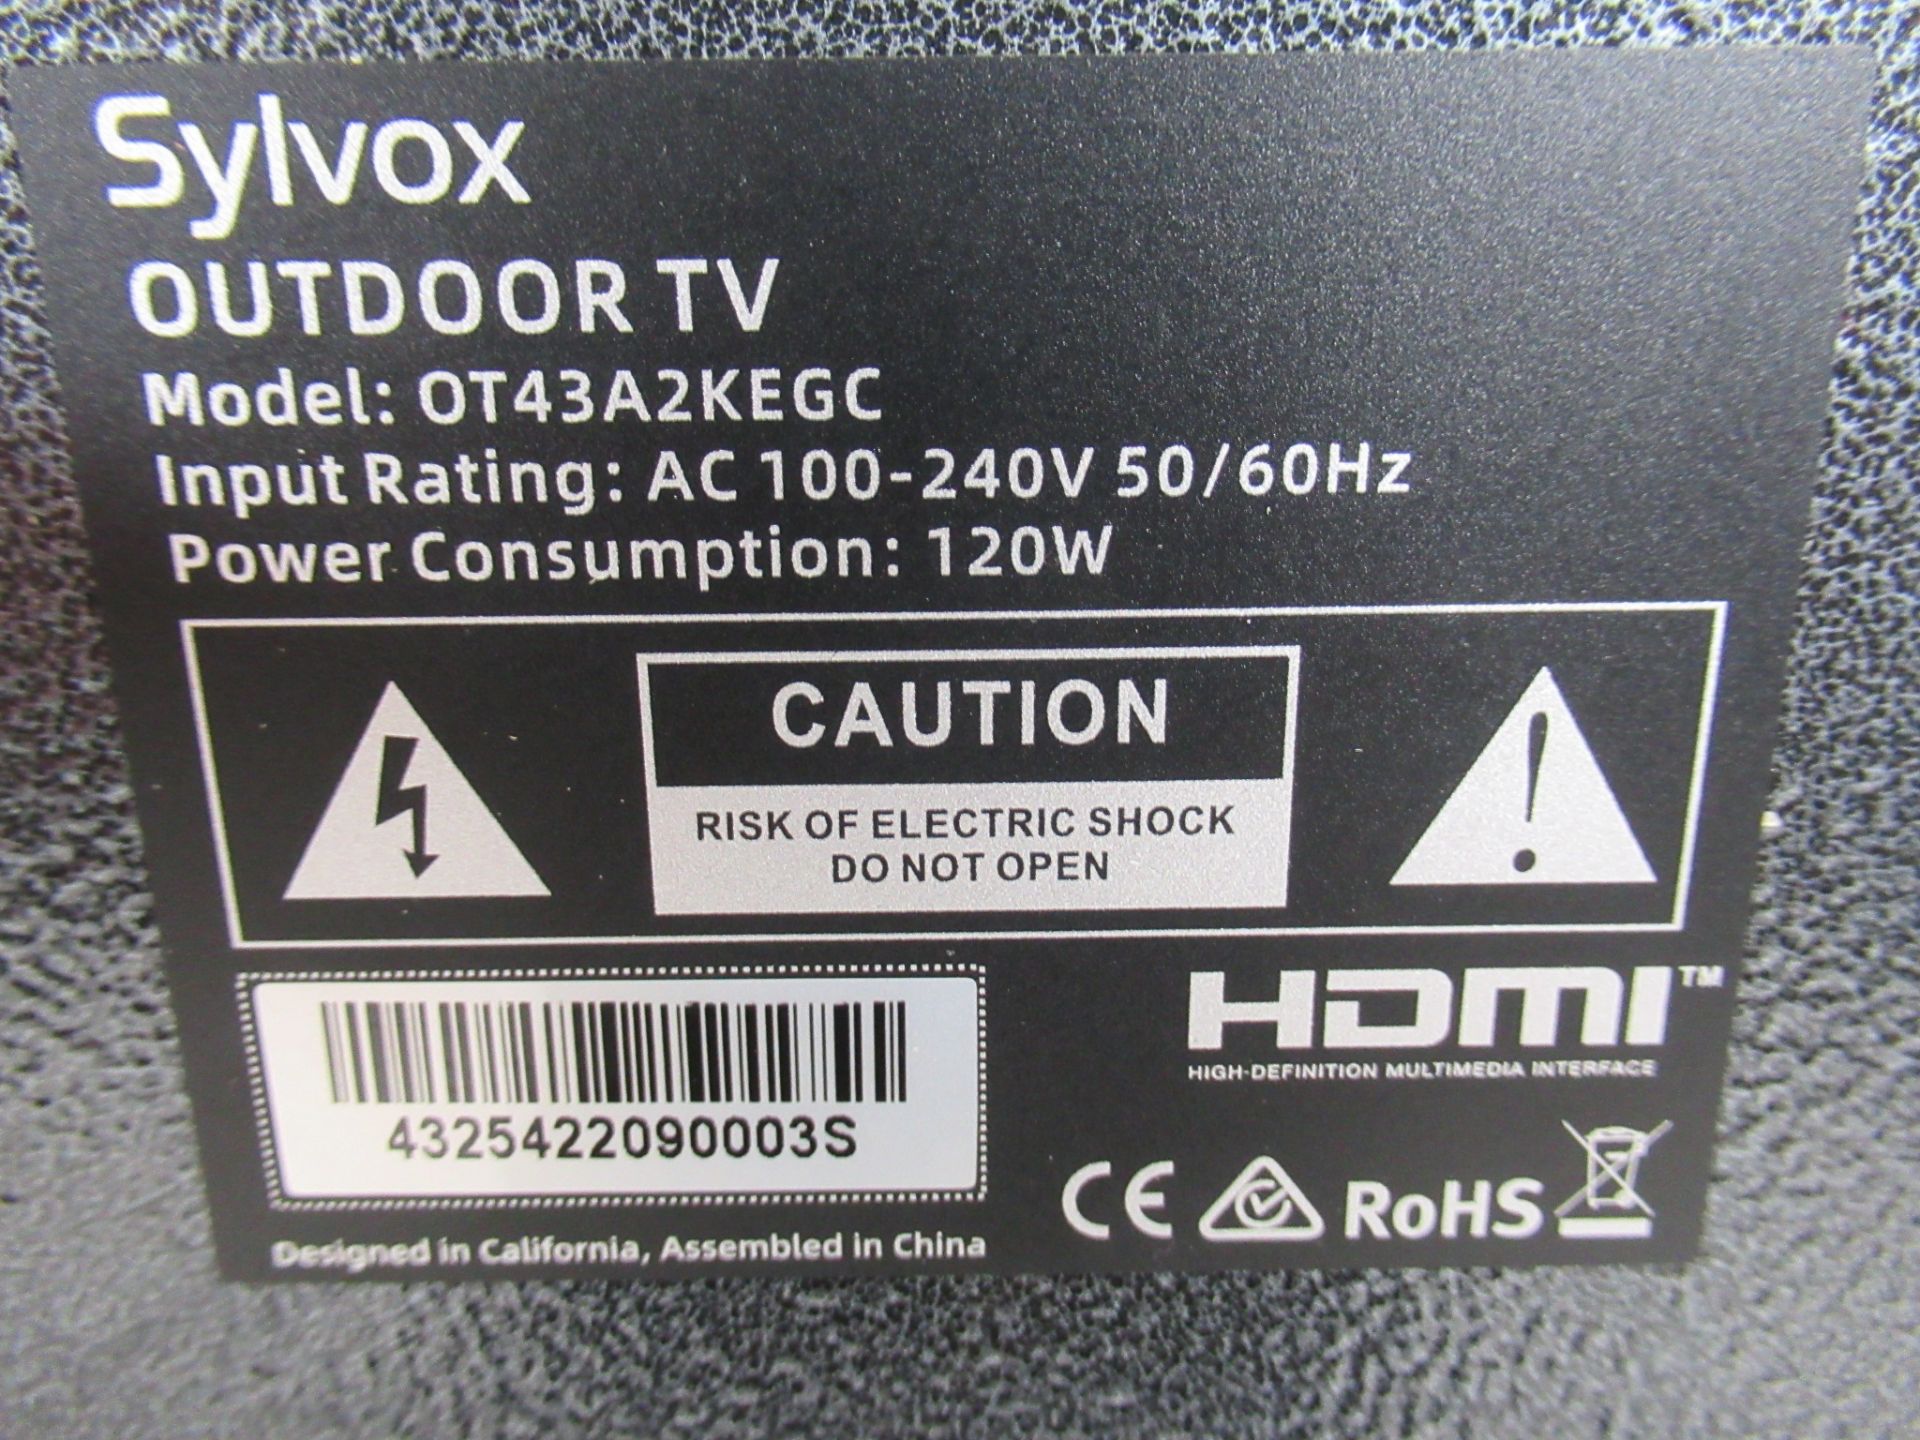 Sylvox
OUTDOOR TV
Model: OT43A2KEGC
Input Rating: AC 100-240V 50/60Hz
Power Consumption: 120W
CAUTION
RISK OF ELECTRIC SHOCK
DO NOT OPEN
4325422090003S
HDMI™
HIGH-DEFINITION MULTIMEDIA INTERFACE
CE RoHS
Designed in California, Assembled in China